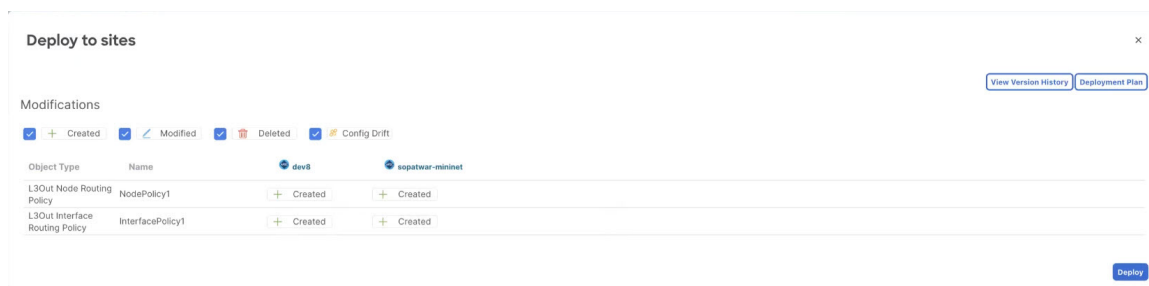 Deploy to sites
×
View Version History Deployment Plan
Modifications
+ Created Modified Deleted Config Drift
Object Type Name dev8 sopatwar-mininet
L3Out Node Routing
Policy
NodePolicy1 + Created + Created
L3Out Interface
Routing Policy
InterfacePolicy1 + Created + Created
Deploy